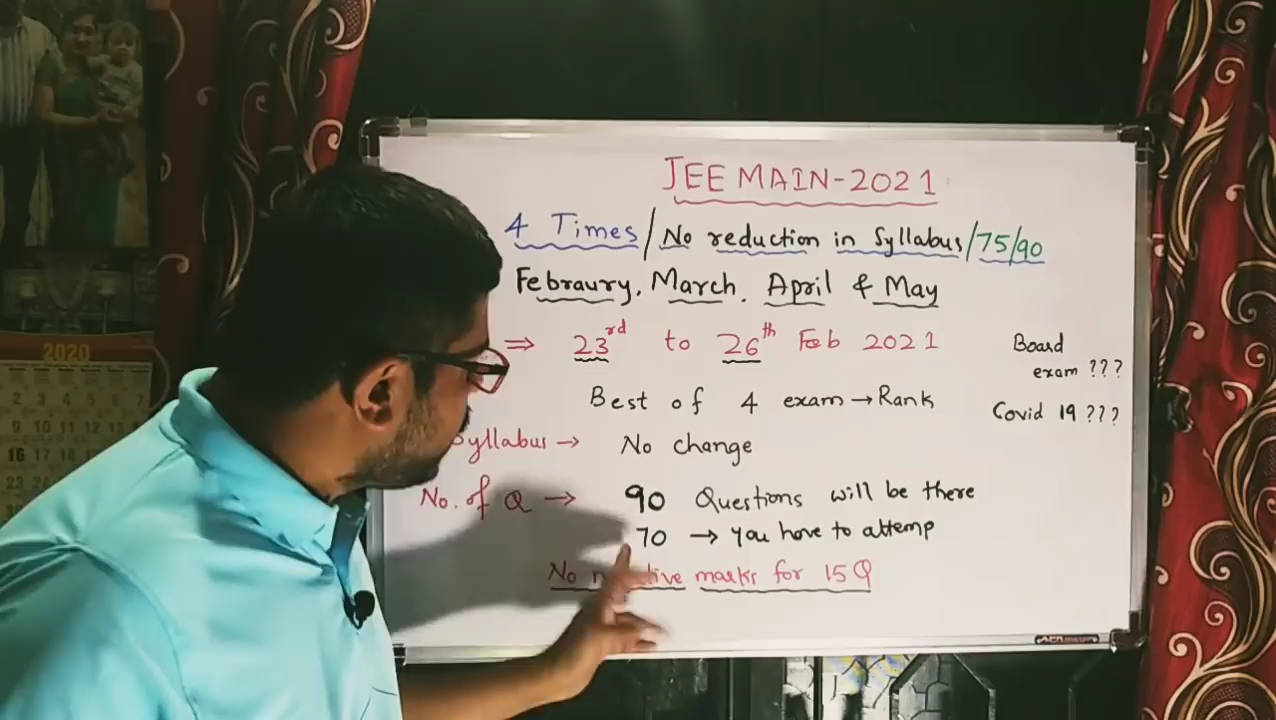 JEE MAIN-2021
4 Times/No reduction in Syllabus/75/90
Febraury, March, April & May
⇒ 23rd to 26th Feb 2021
Board
exam ???
Best of 4 exam → Rank
Covid 19 ???
Syllabus → No change
No. of Q → 90 Questions will be there
70 → you have to attemp
No marks for 15Q
2020